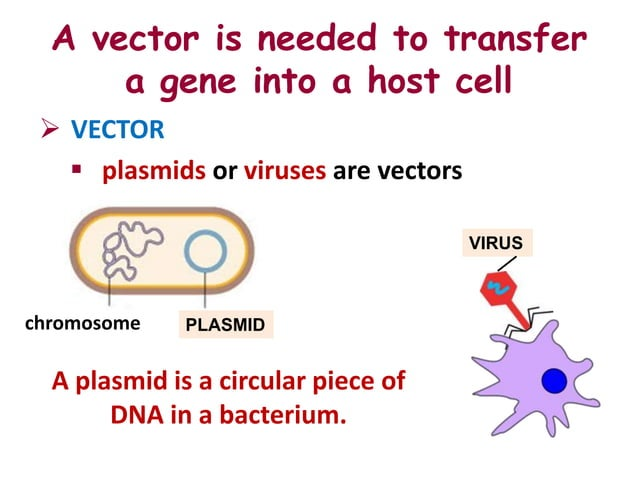 A vector is needed to transfer
a gene into a host cell
VECTOR
plasmids or viruses are vectors
VIRUS
chromosome
PLASMID
A plasmid is a circular piece of
DNA in a bacterium.